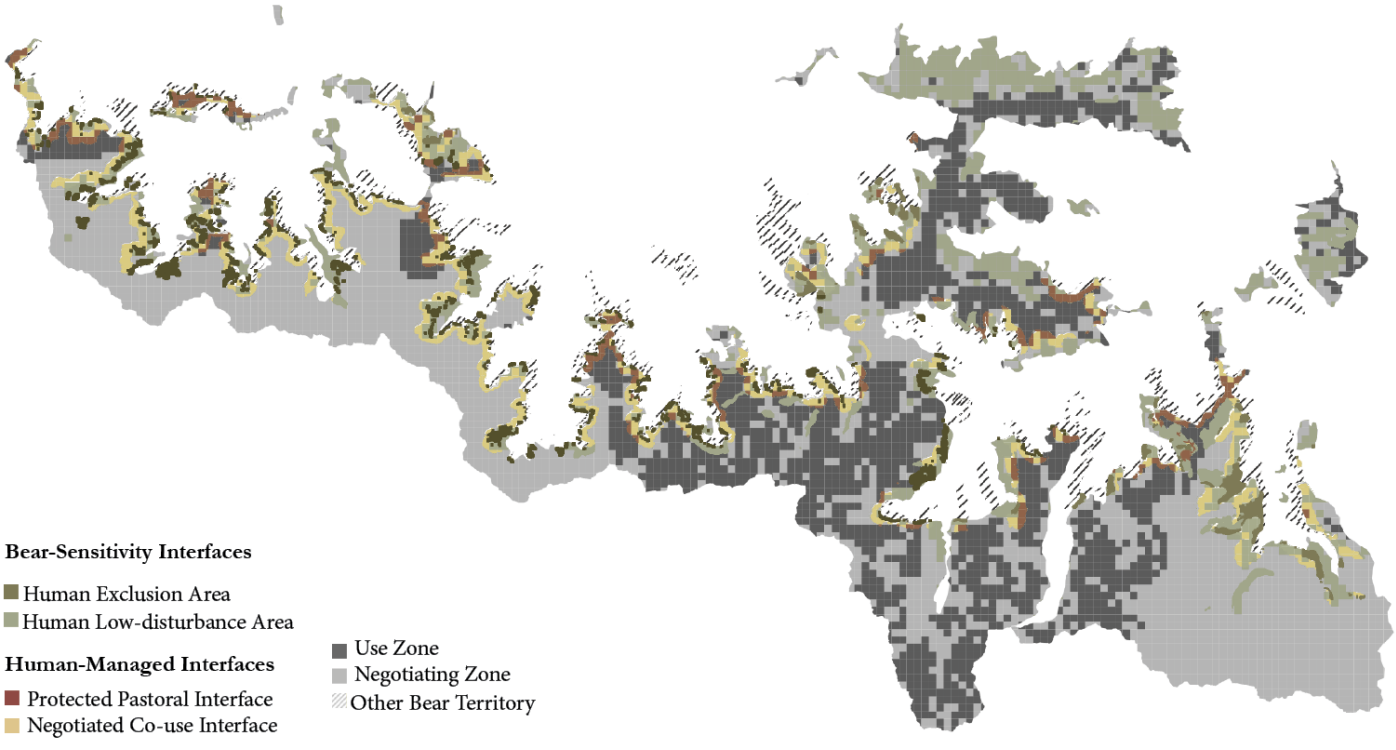 Bear-Sensitivity Interfaces
Human Exclusion Area
Human Low-disturbance Area
Human-Managed Interfaces
Protected Pastoral Interface
Negotiated Co-use Interface
Use Zone
Negotiating Zone
Other Bear Territory